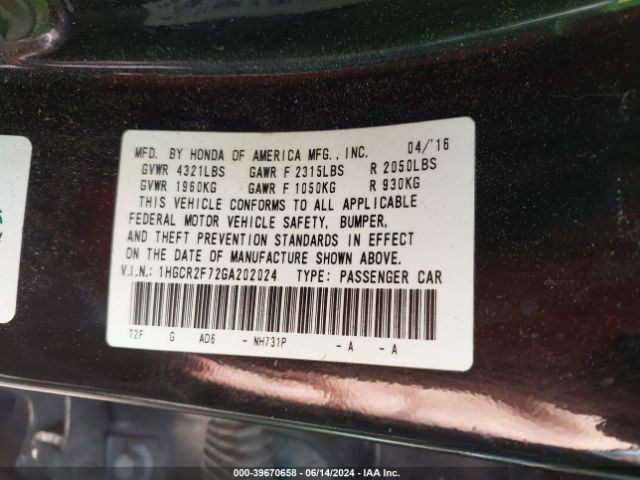 MFD. BY HONDA OF AMERICA MFG., INC. 04/'16
GVWR 4321LBS GAWR F 2315LBS R 2050LBS
GVWR 1960KG GAWR F 1050KG R 930KG
THIS VEHICLE CONFORMS TO ALL APPLICABLE
FEDERAL MOTOR VEHICLE SAFETY, BUMPER,
AND THEFT PREVENTION STANDARDS IN EFFECT
ON THE DATE OF MANUFACTURE SHOWN ABOVE.
V.I.N.: 1HGCR2F72GA202024 TYPE: PASSENGER CAR
T2F G AD6 - NH731P - A - A
000-39670658 - 06/14/2024 - IAA Inc.